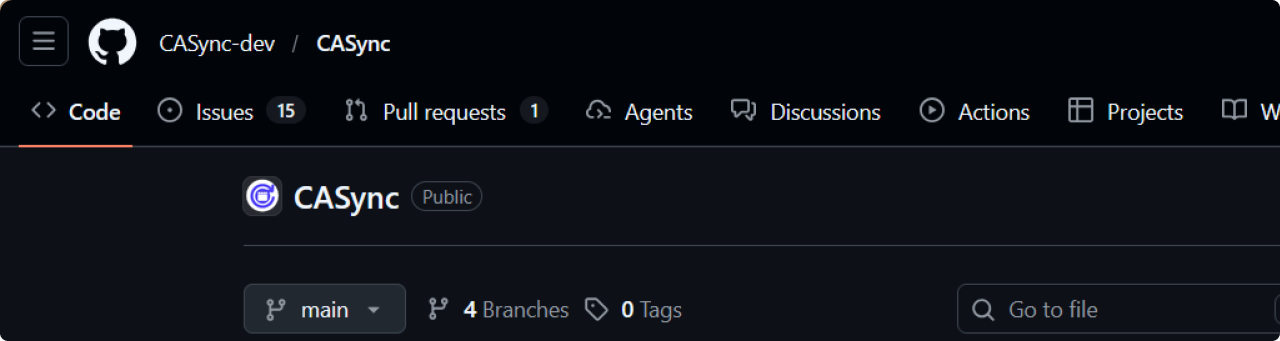 CASync-dev / CASync
Code Issues 15 Pull requests 1 Agents Discussions Actions Projects W
CASync Public
main 4 Branches 0 Tags Go to file